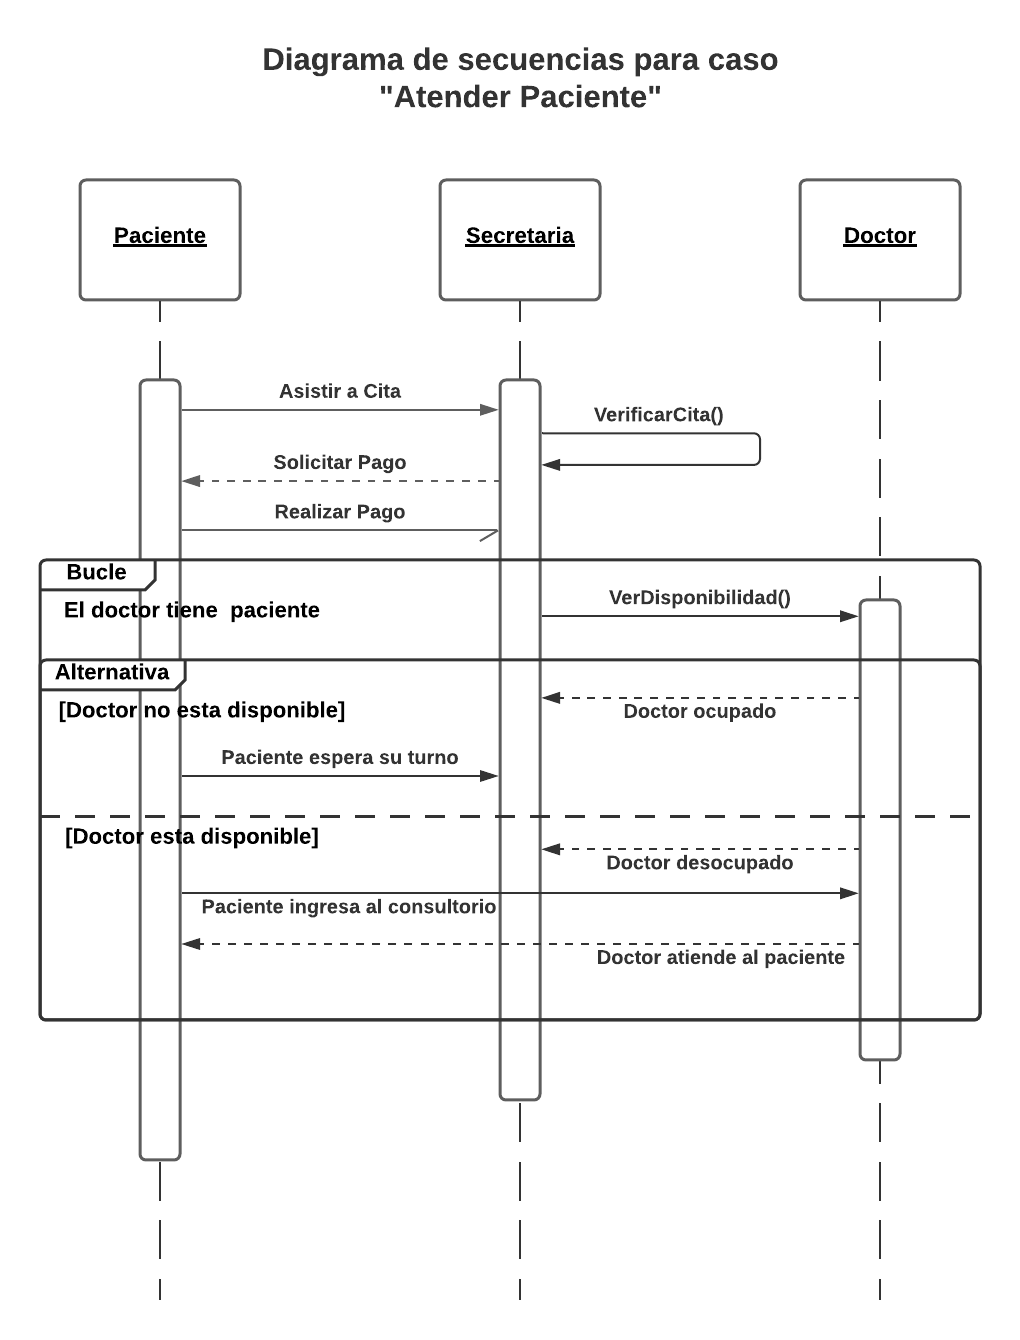 Diagrama de secuencias para caso
"Atender Paciente"
Paciente
Secretaria
Doctor
Asistir a Cita
VerificarCita()
Solicitar Pago
Realizar Pago
Bucle
El doctor tiene  paciente
VerDisponibilidad()
Alternativa
[Doctor no esta disponible]
Doctor ocupado
Paciente espera su turno
[Doctor esta disponible]
Doctor desocupado
Paciente ingresa al consultorio
Doctor atiende al paciente